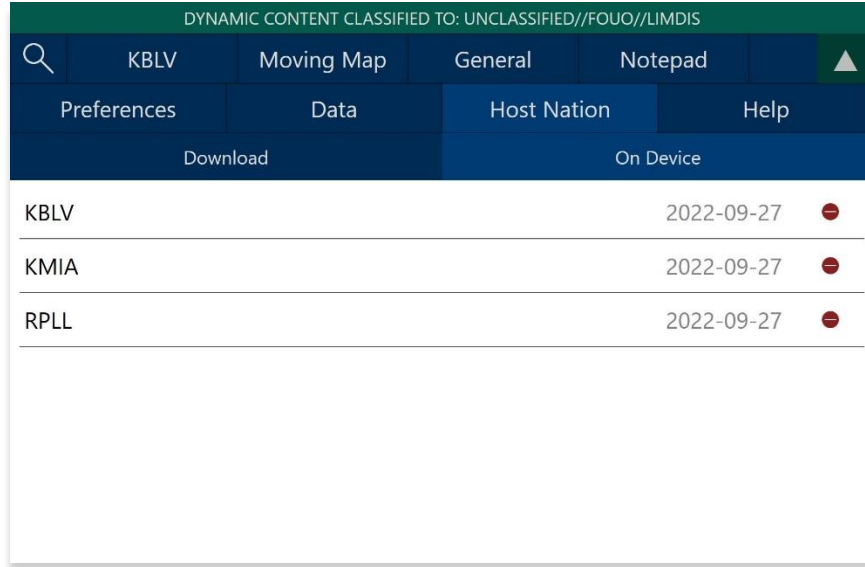 DYNAMIC CONTENT CLASSIFIED TO: UNCLASSIFIED//FOUO//LIMDIS
KBLV Moving Map General Notepad
Preferences Data Host Nation Help
Download On Device
KBLV 2022-09-27
KMIA 2022-09-27
RPLL 2022-09-27